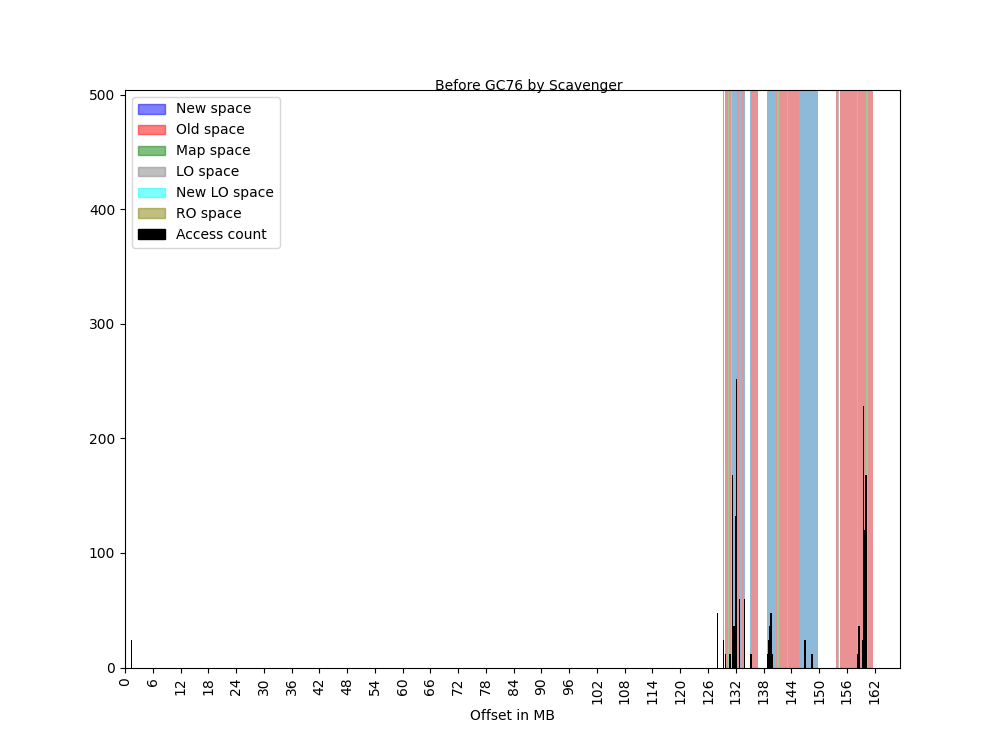 Before GC76 by Scavenger
500
400
300
200
100
0
New space
Old space
Map space
LO space
New LO space
RO space
Access count
0 6 12 18 24 30 36 42 48 54 60 66 72 78 84 90 96 102 108 114 120 126 132 138 144 150 156 162
Offset in MB